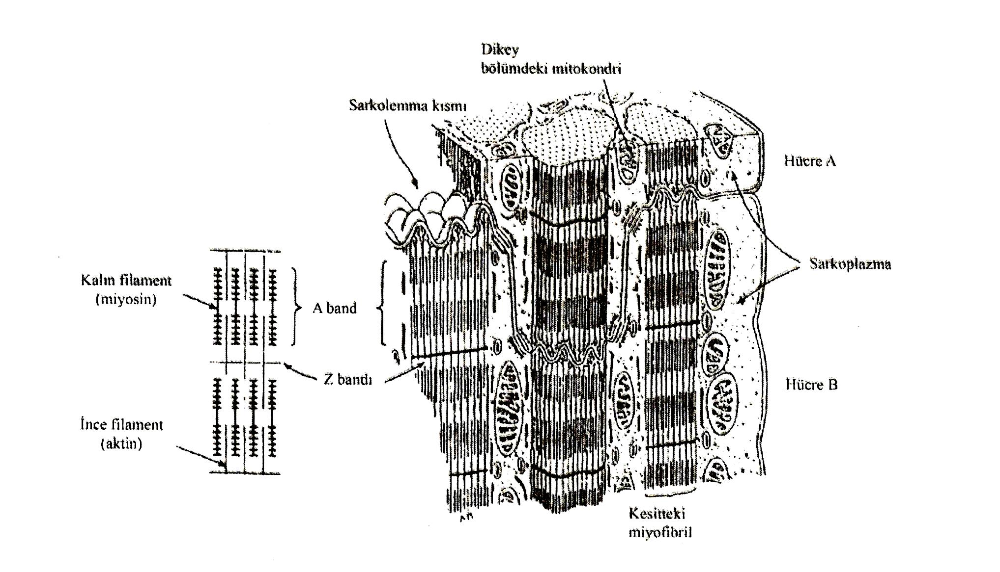 Dikey
bölümdeki mitokondri
Sarkolemma kısmı
Hücre A
Sarkoplazma
Kalın filament
(miyosin)
A band
Z bandı
Hücre B
İnce filament
(aktin)
Kesitteki
miyofibril